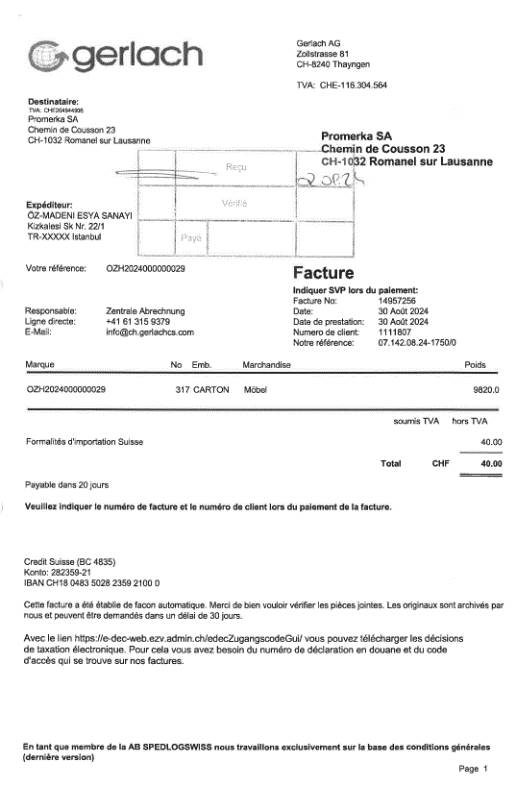 gerlach
Gerlach AG
Zollstrasse 81
CH-8240 Thayngen
TVA: CHE-116.304.564
Destinataire:
Promerka SA
Chemin de Cousson 23
CH-1032 Romanel sur Lausanne
Promerka SA
Chemin de Cousson 23
CH-1032 Romanel sur Lausanne
Reçu
Vérifié
Payé
Expéditeur:
ÖZ-MADENI ESYA SANAYI
Kizkalesi Sk Nr. 22/1
TR-XXXXX Istanbul
Votre référence: OZH2024000000029
Facture
Indiquer SVP lors du paiement:
Facture No: 14957256
Responsable: Zentrale Abrechnung Date: 30 Août 2024
Ligne directe: +41 61 315 9379 Date de prestation: 30 Août 2024
E-Mail: info@ch.gerlachcs.com Numero de client: 1111807
Notre référence: 07.142.08.24-1750/0
Marque No Emb. Marchandise Poids
OZH2024000000029 317 CARTON Möbel 9820.0
soumis TVA hors TVA
Formalités d'importation Suisse 40.00
Total CHF 40.00
Payable dans 20 jours
Veuillez indiquer le numéro de facture et le numéro de client lors du paiement de la facture.
Credit Suisse (BC 4835)
Konto: 282359-21
IBAN CH18 0483 5028 2359 2100 0
Cette facture a été établie de facon automatique. Merci de bien vouloir vérifier les pièces jointes. Les originaux sont archivés par
nous et peuvent être demandés dans un délai de 30 jours.
Avec le lien https://e-dec-web.ezv.admin.ch/edecZugangscodeGui/ vous pouvez télécharger les décisions
de taxation électronique. Pour cela vous avez besoin du numéro de déclaration en douane et du code
d'accès qui se trouve sur nos factures.
En tant que membre de la AB SPEDLOGSWISS nous travaillons exclusivement sur la base des conditions générales
(dernière version)
Page 1